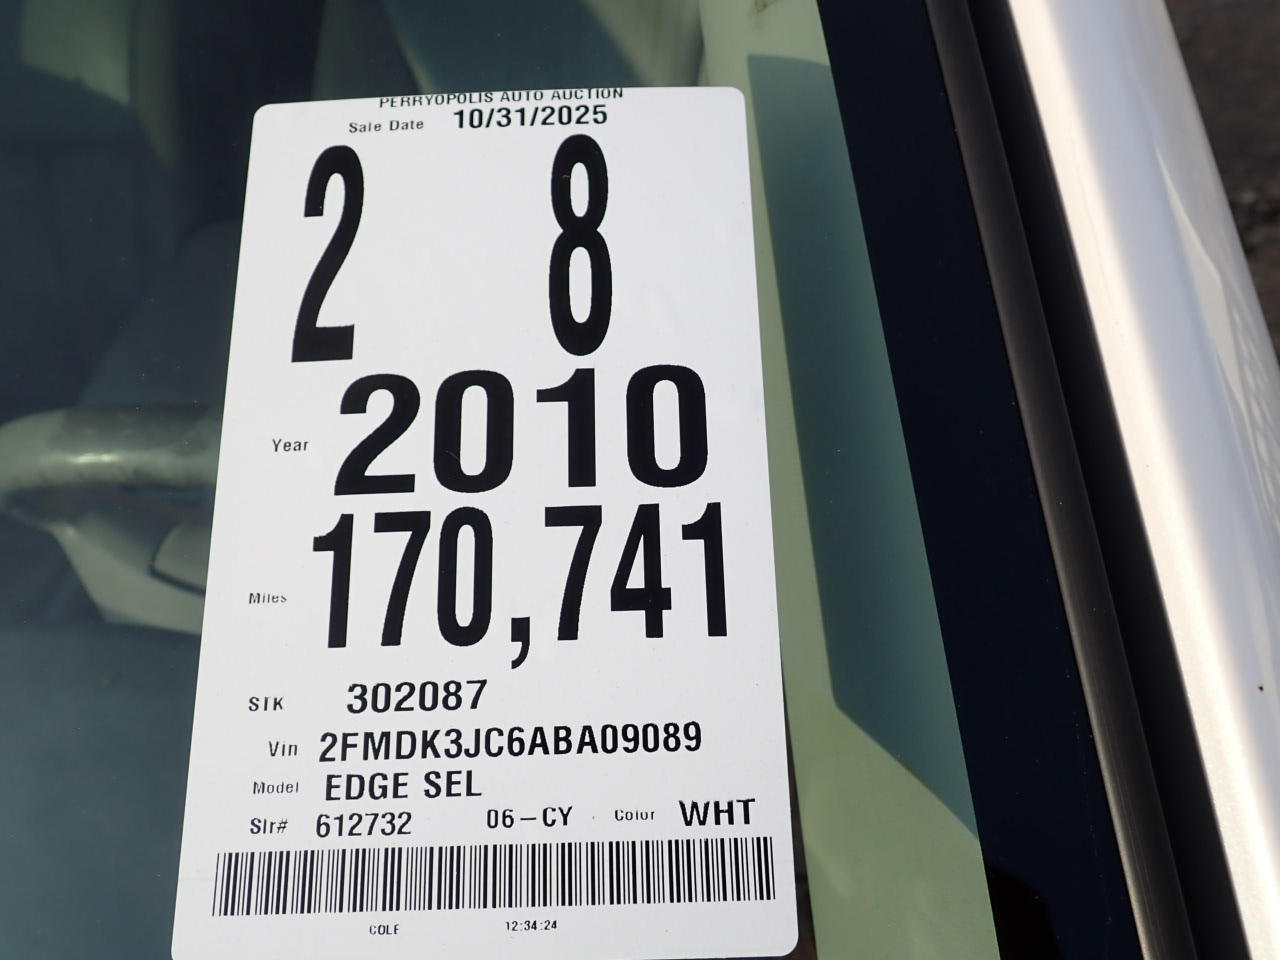 PERRYOPOLIS AUTO AUCTION
Sale Date 10/31/2025
2 8
Year 2010
Miles 170,741
STK 302087
Vin 2FMDK3JC6ABA09089
Model EDGE SEL
Slr# 612732 06-CY Color WHT
COLE 12:34:24